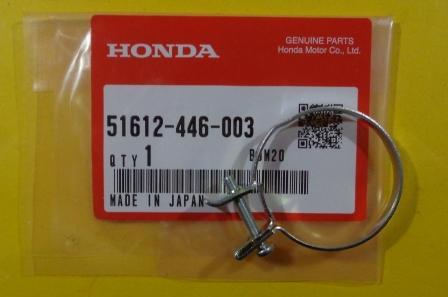 HONDA
GENUINE PARTS
Honda Motor Co., Ltd.
51612-446-003
QTY 1
MADE IN JAPAN